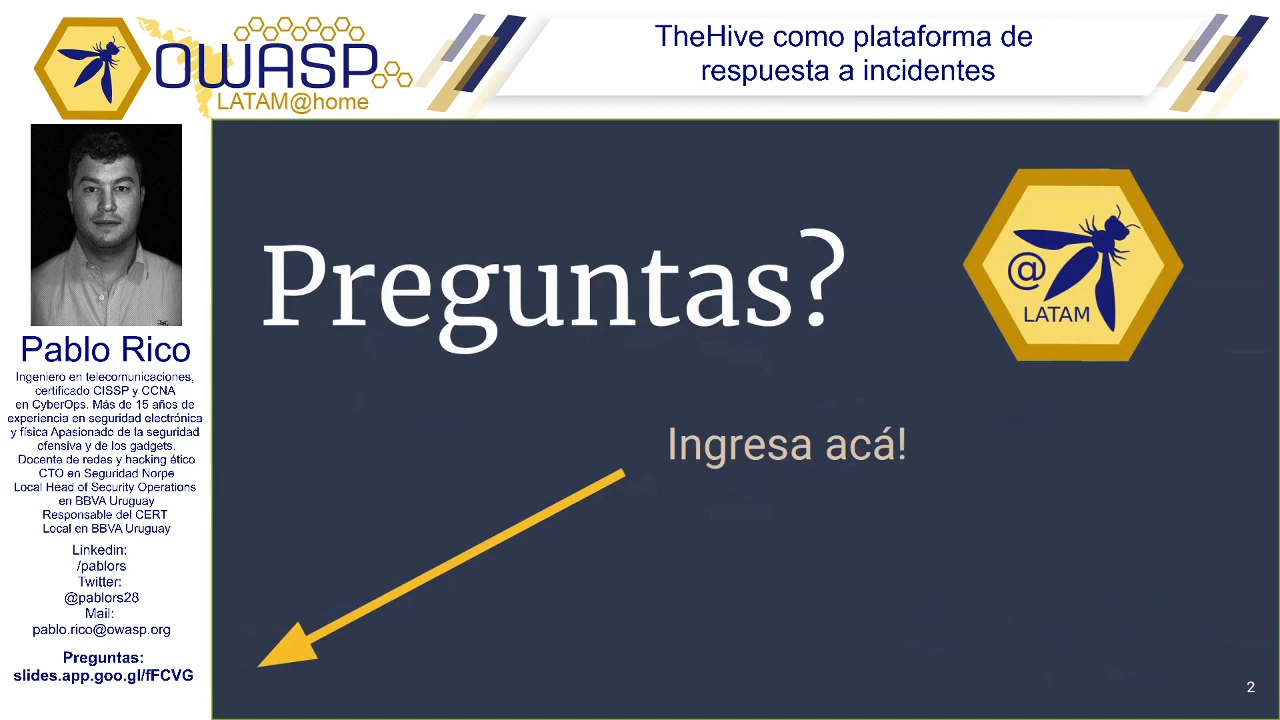 OWASP
LATAM@home
TheHive como plataforma de
respuesta a incidentes
Pablo Rico
Ingeniero en telecomunicaciones,
certificado CISSP y CCNA
en CyberOps. Más de 15 años de
experiencia en seguridad electrónica
y física Apasionado de la seguridad
ofensiva y de los gadgets.
Docente de redes y hacking ético
CTO en Seguridad Norpe
Local Head of Security Operations
en BBVA Uruguay
Responsable del CERT
Local en BBVA Uruguay
Linkedin:
/pablors
Twitter:
@pablors28
Mail:
pablo.rico@owasp.org
Preguntas:
slides.app.goo.gl/fFCVG
Preguntas?
@
LATAM
Ingresa acá!
2